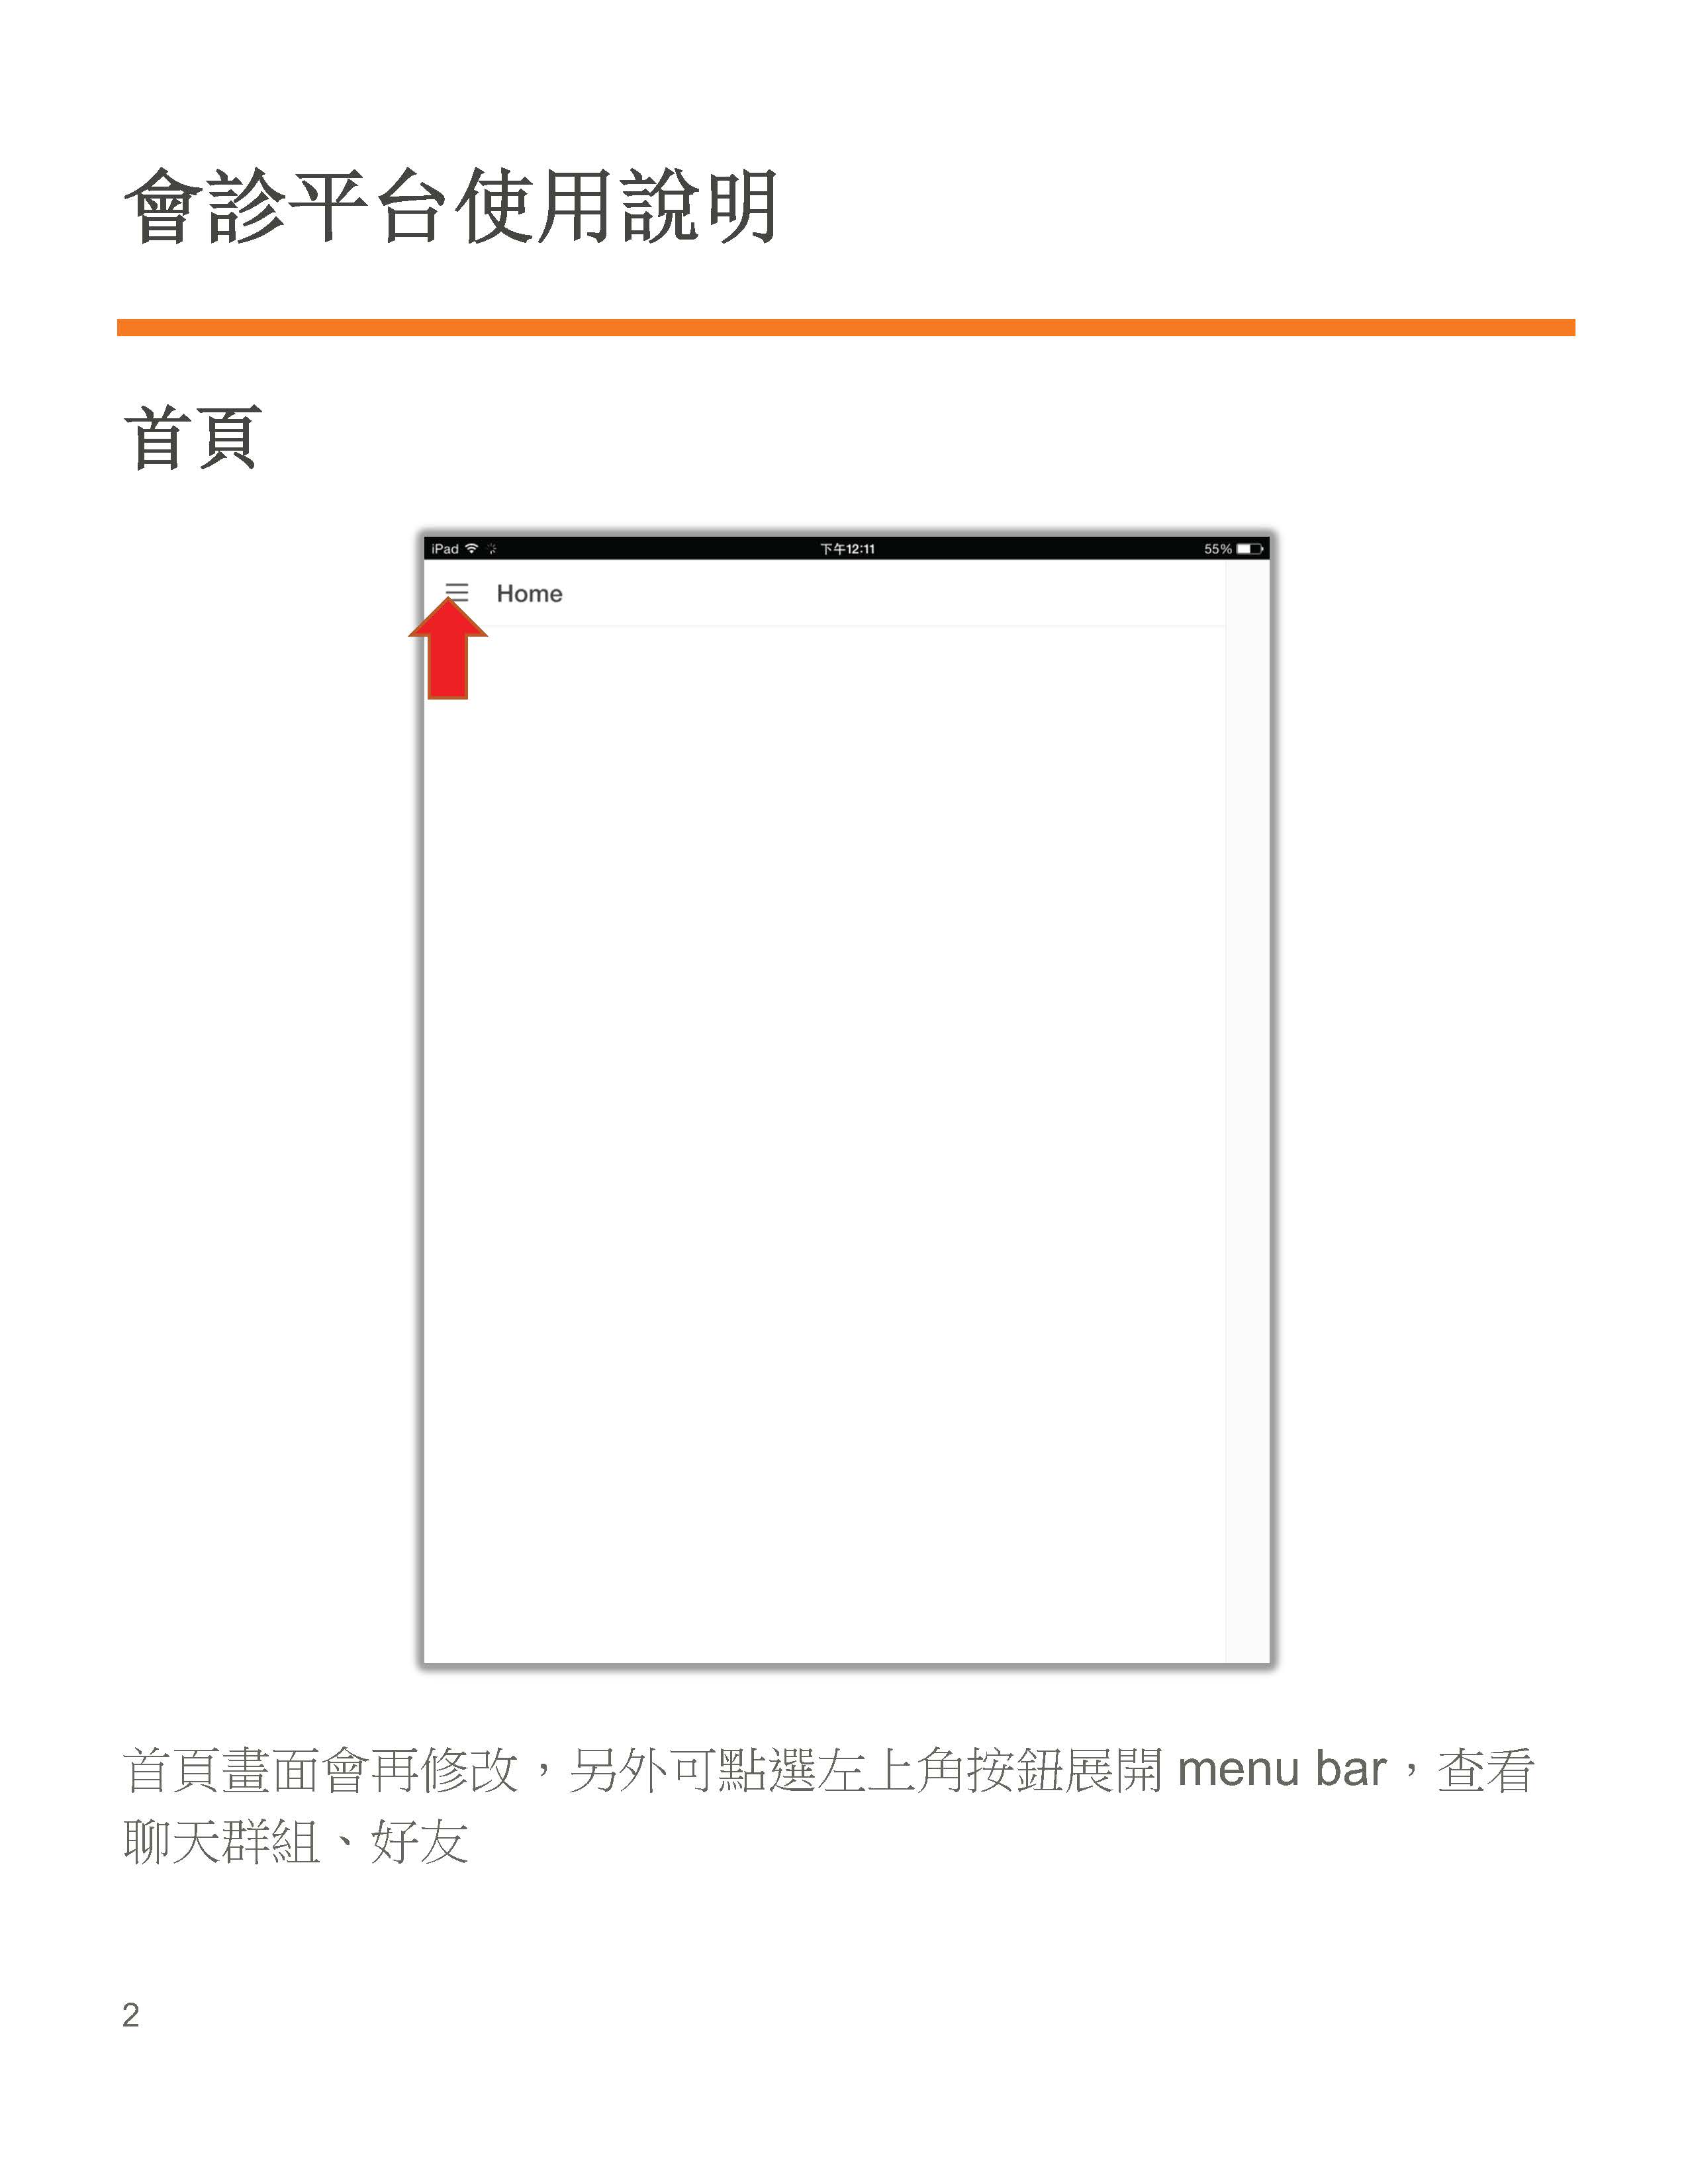 會診平台使用說明
首頁
iPad 下午12:11 55%
Home
首頁畫面會再修改，另外可點選左上角按鈕展開 menu bar，查看
聊天群組、好友
2